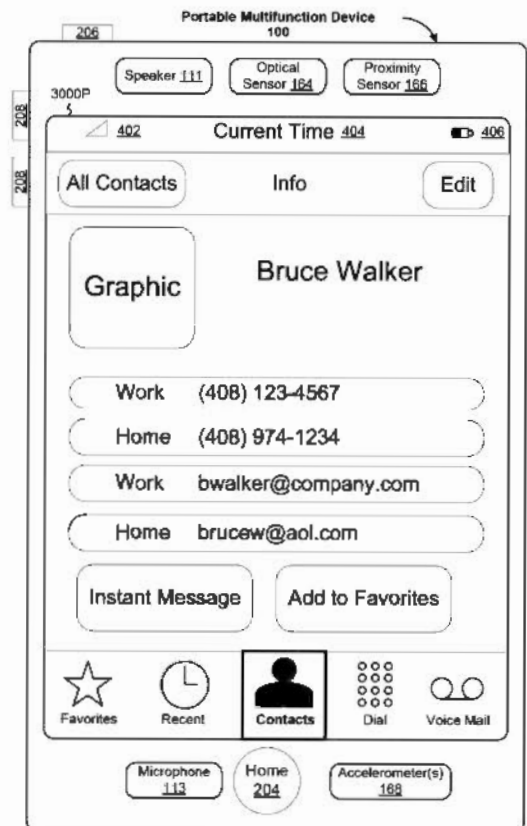 Portable Multifunction Device
100
206
Speaker 111
Optical
Sensor 164
Proximity
Sensor 166
3000P
208
402
Current Time 404
406
208
All Contacts
Info
Edit
Graphic
Bruce Walker
Work (408) 123-4567
Home (408) 974-1234
Work bwalker@company.com
Home brucew@aol.com
Instant Message
Add to Favorites
Favorites
Recent
Contacts
Dial
Voice Mail
Microphone
113
Home
204
Accelerometer(s)
168